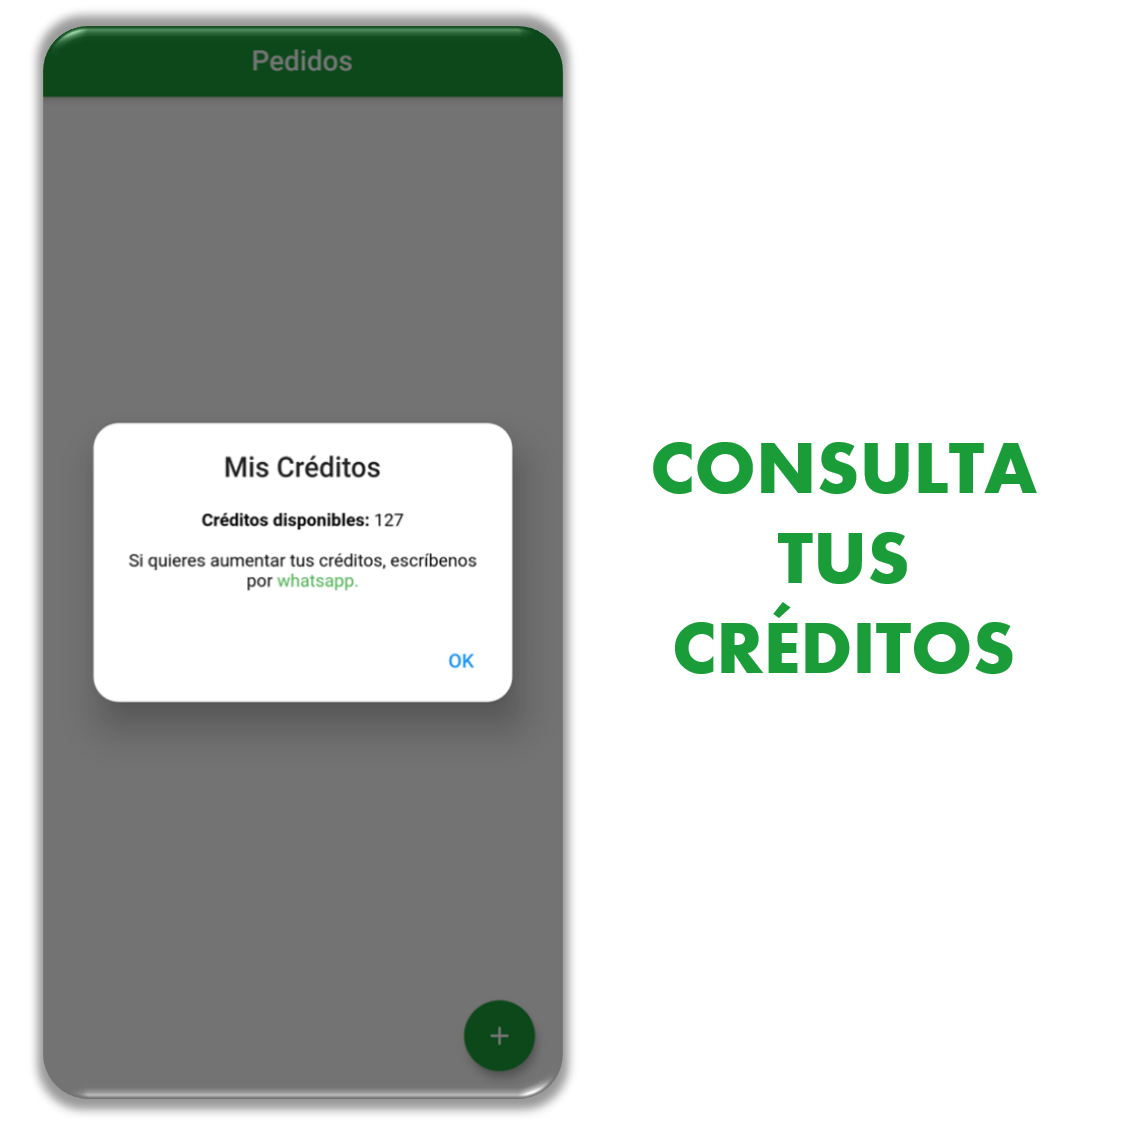 Pedidos
Mis Créditos
Créditos disponibles: 127
Si quieres aumentar tus créditos, escríbenos
por whatsapp.
OK
+
CONSULTA
TUS
CRÉDITOS